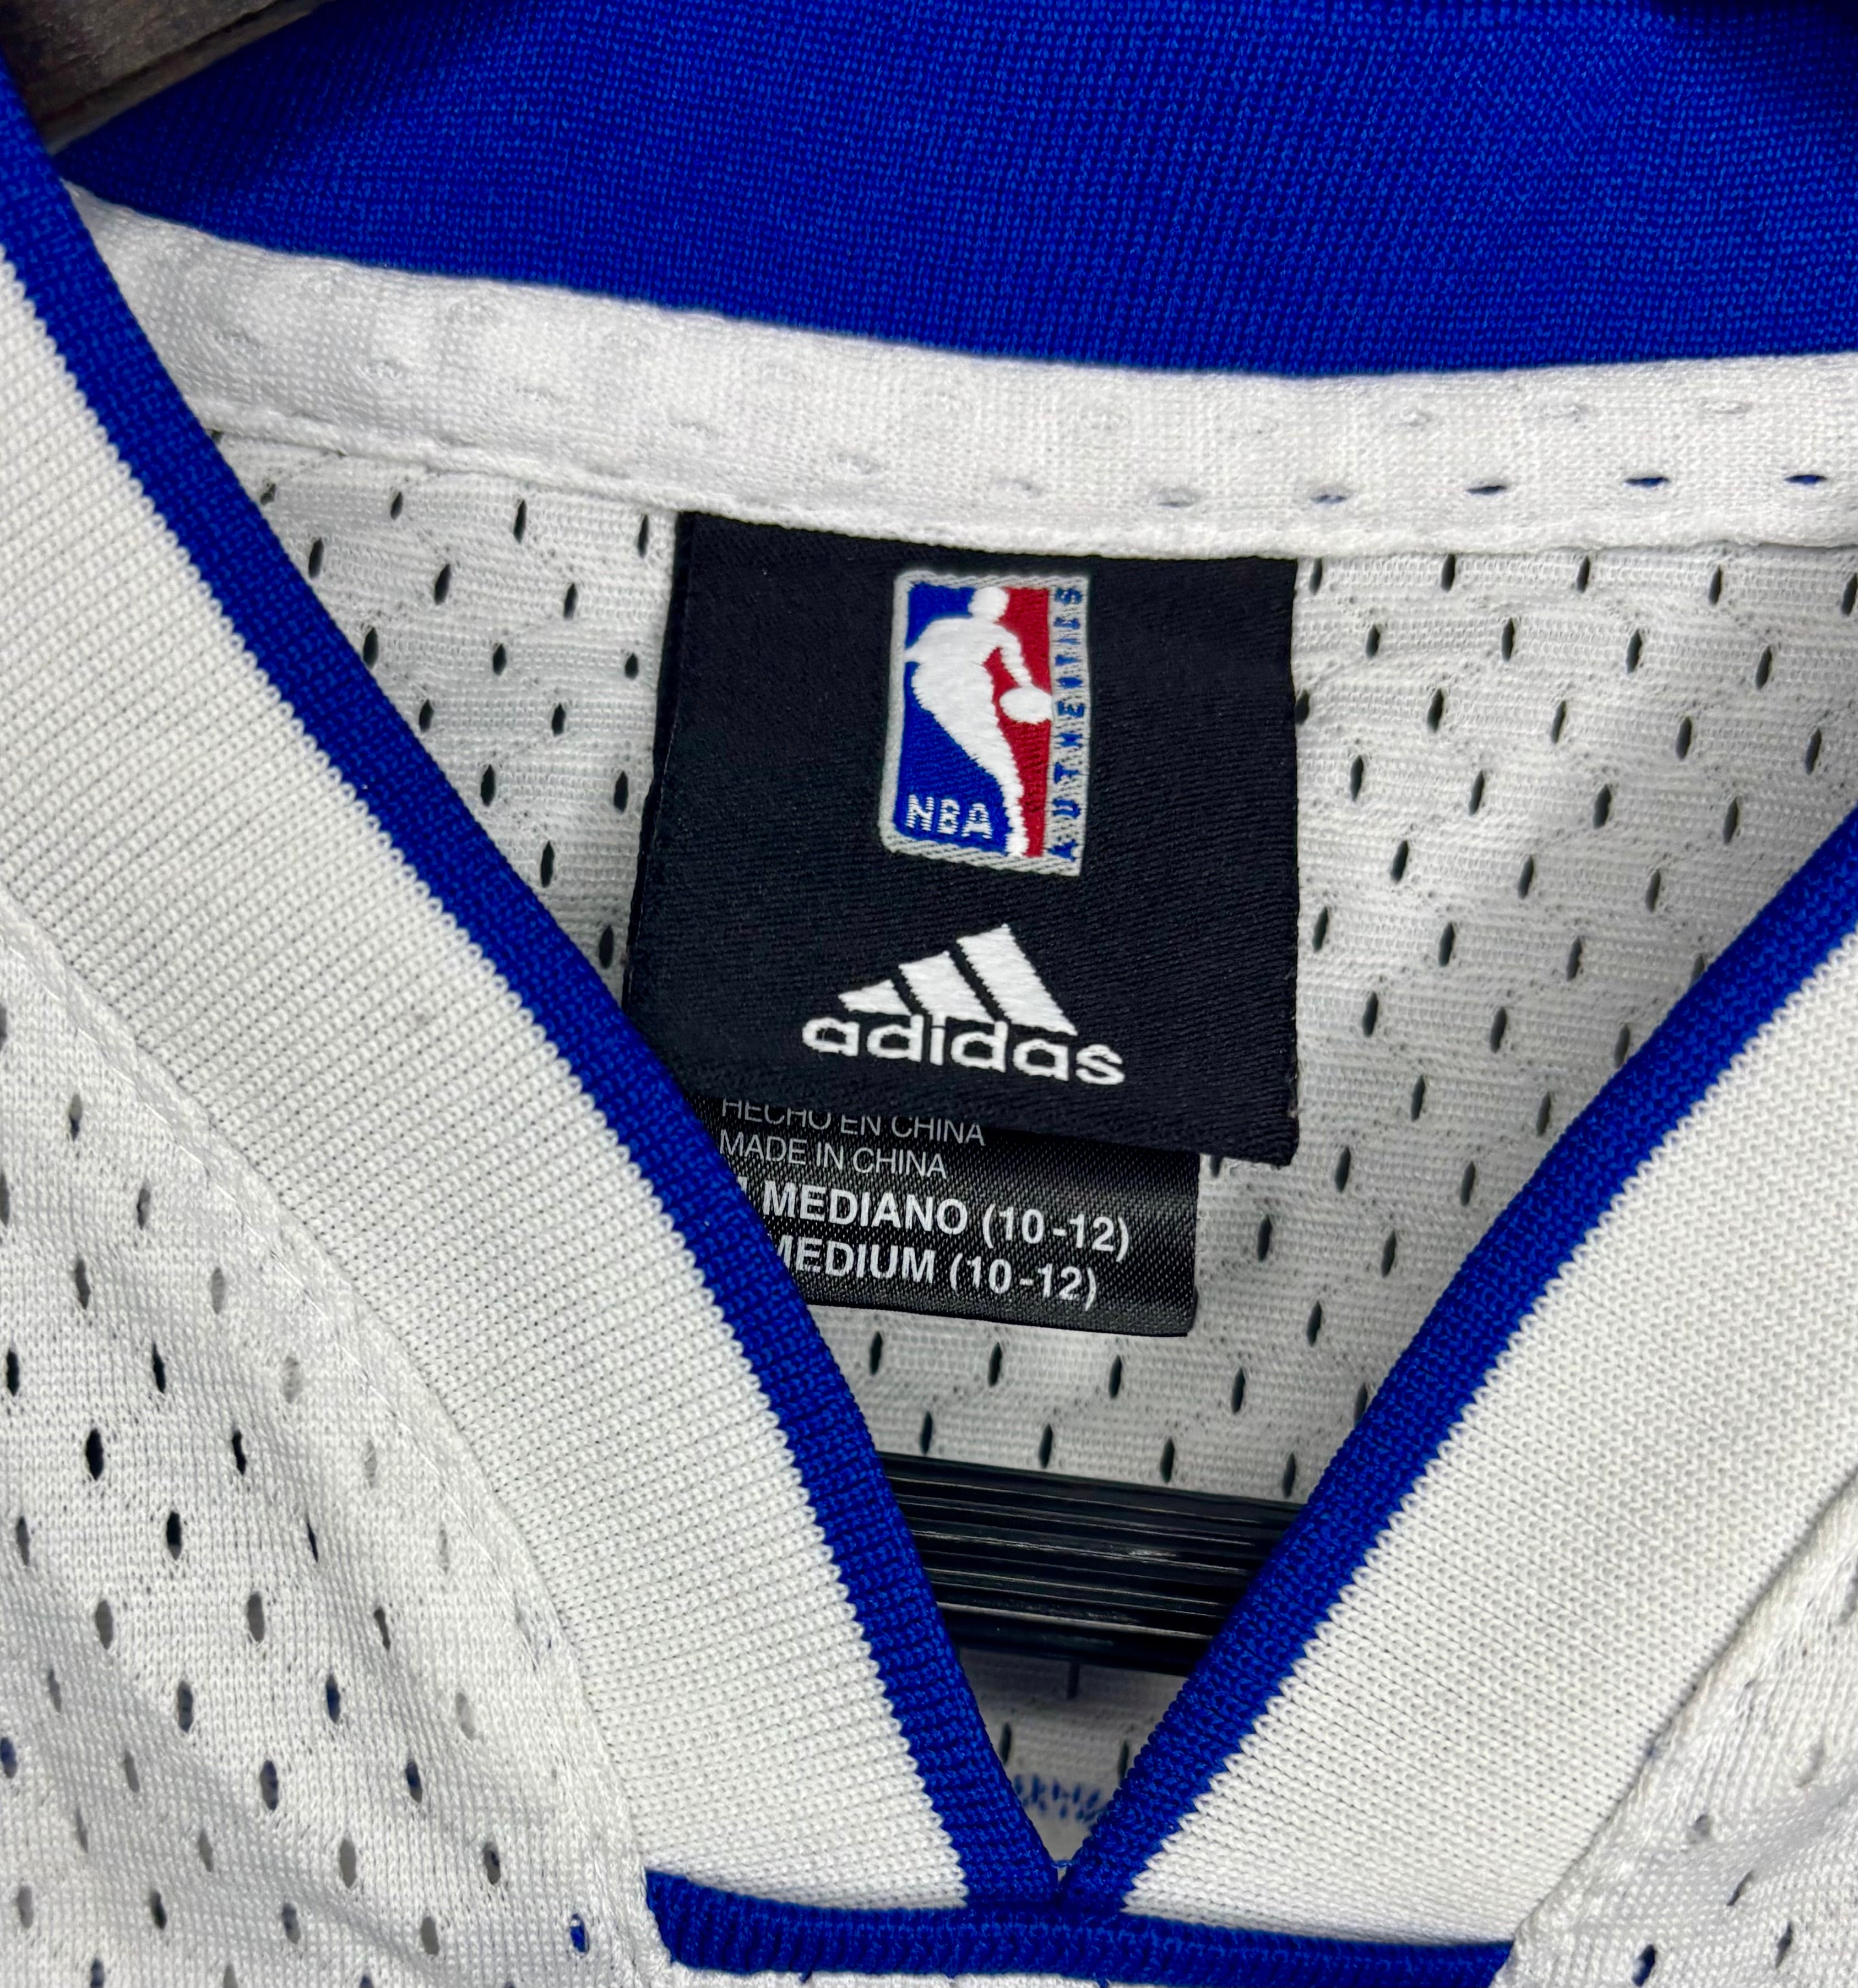 NBA
AUTHENTICS
adidas
HECHO EN CHINA
MADE IN CHINA
MEDIANO (10-12)
MEDIUM (10-12)